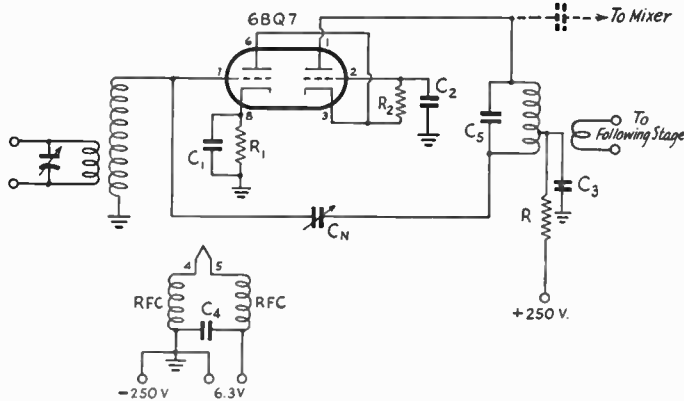 6BQ7
To Mixer
6
1
7
2
8
3
C1
R1
R2
C2
C5
To
Following Stage
C3
R
CN
+250 V.
4
5
RFC
C4
RFC
-250 V
6.3V